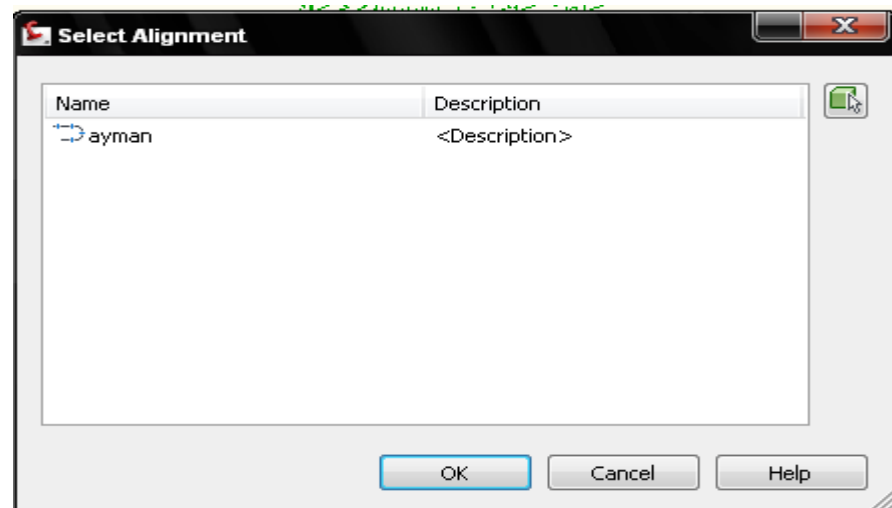 Select Alignment
Name Description
ayman <Description>
OK Cancel Help